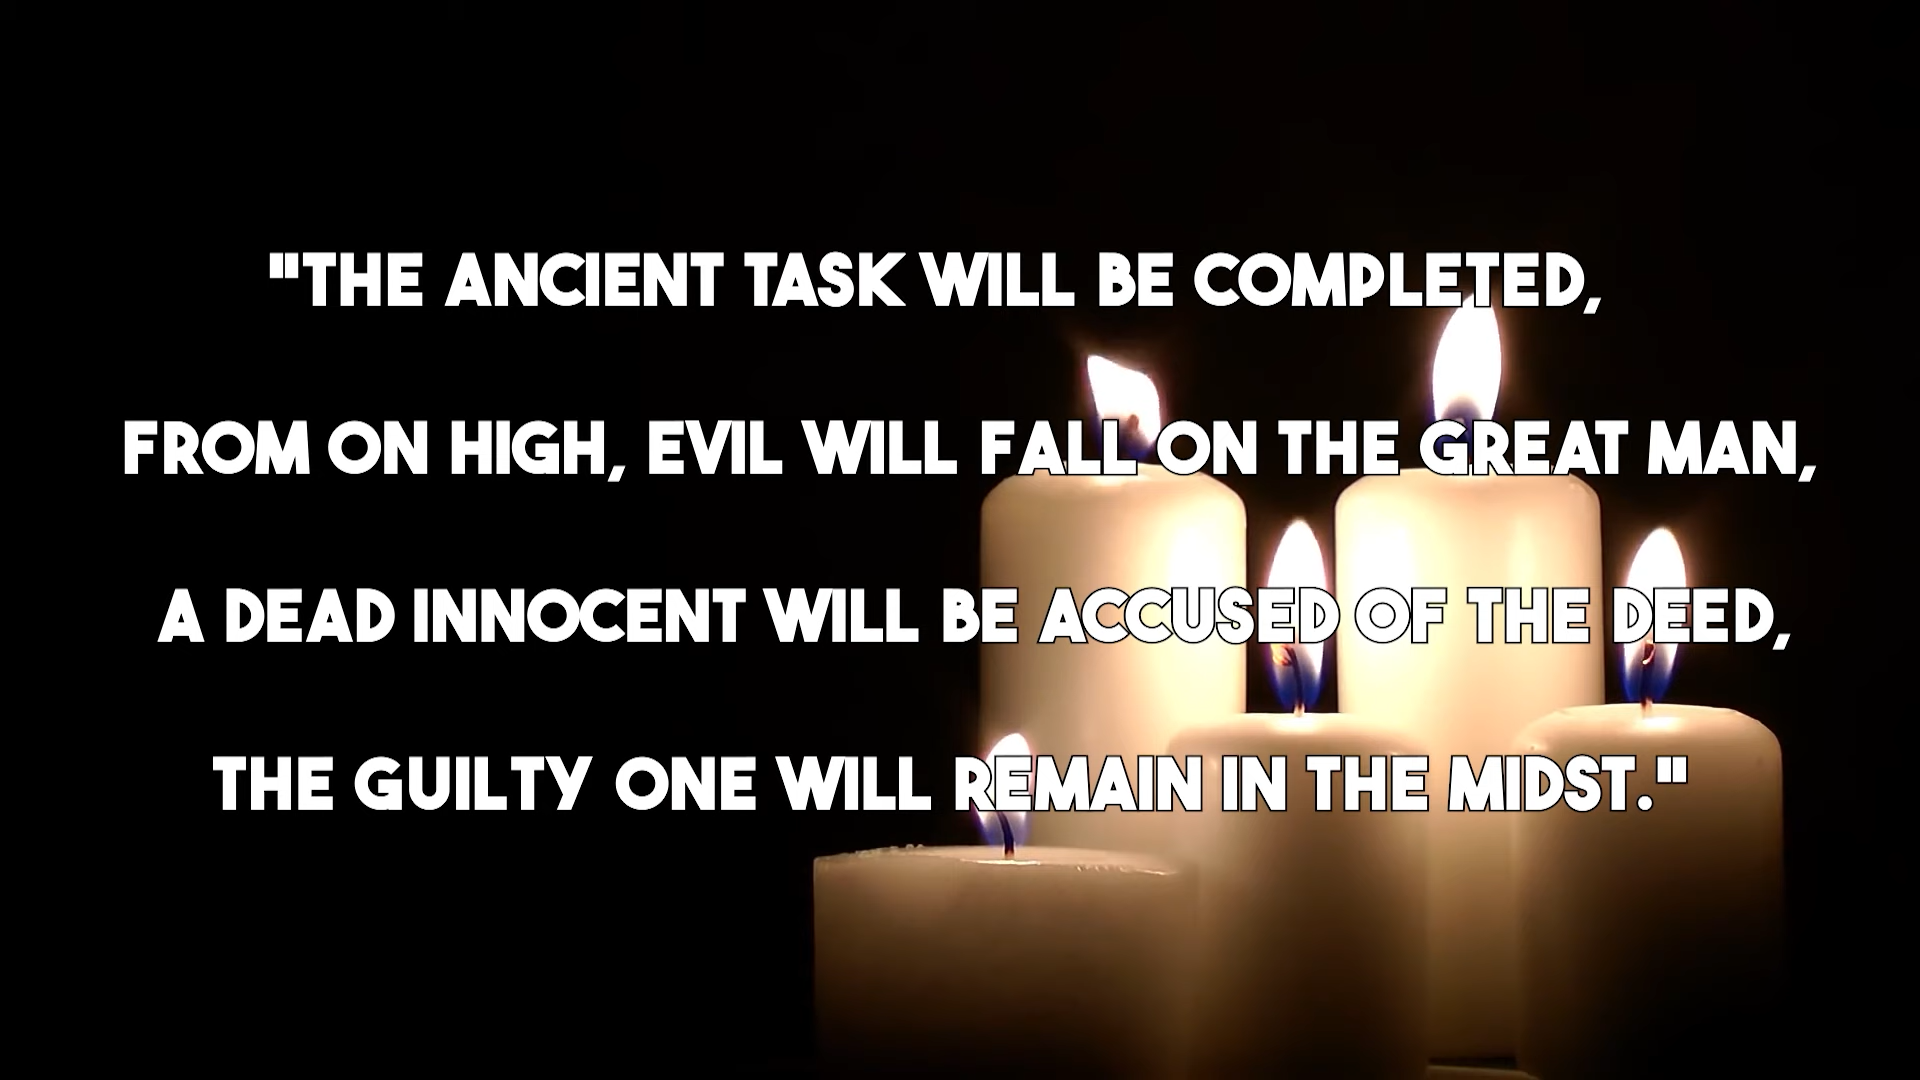 "THE ANCIENT TASK WILL BE COMPLETED,
FROM ON HIGH, EVIL WILL FALL ON THE GREAT MAN,
A DEAD INNOCENT WILL BE ACCUSED OF THE DEED,
THE GUILTY ONE WILL REMAIN IN THE MIDST."